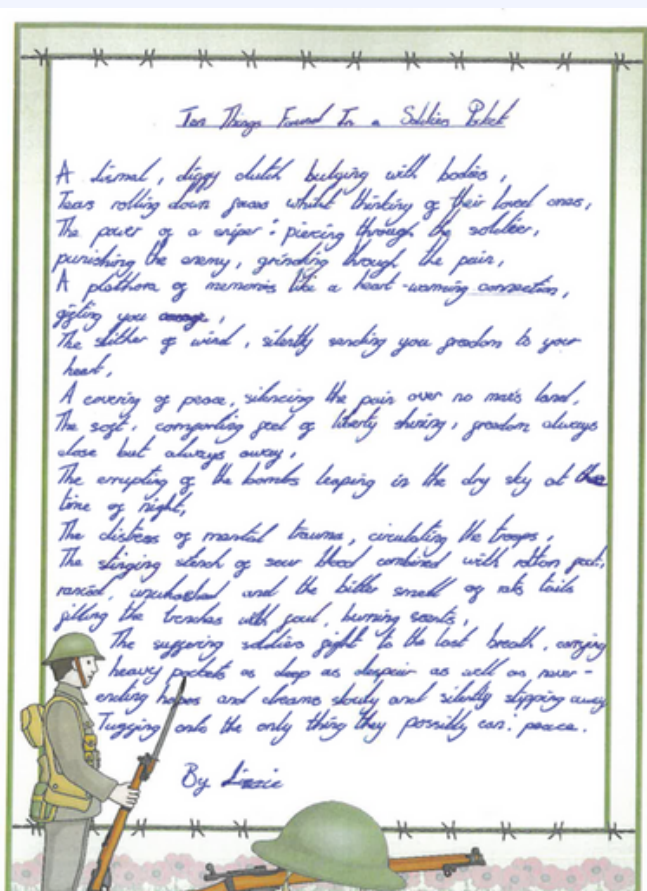 Ten Things Found In a Soldiers Pocket
A dismal, diggy clutch bulging with bodies,
Tears rolling down faces whilst thinking of their loved ones,
The power of a sniper: piercing through the soldier,
punishing the enemy, grinding through the pain,
A plethora of memories like a heart-warming connection,
gifting you
The slither of wind, silently sending you freedom to your
heart,
A covering of peace, silencing the pain over no man's land,
The soft, comforting feel of liberty shining, freedom always
close but always away,
The errupting of the bombs leaping in the dry sky at the
time of night,
The distress of mental trauma, circulating the troops,
The stinging stench of sour blood combined with rotton feet;
rancid, unwashed and the bitter smell of rats tails
filling the trenches with foul, burning scents,
The suffering soldiers fight to the last breath, carrying
heavy pockets as deep as despair as well as never-
ending hopes and dreams slowly and silently slipping away
Tugging onto the only thing they possibly can: peace.
By Lizzie